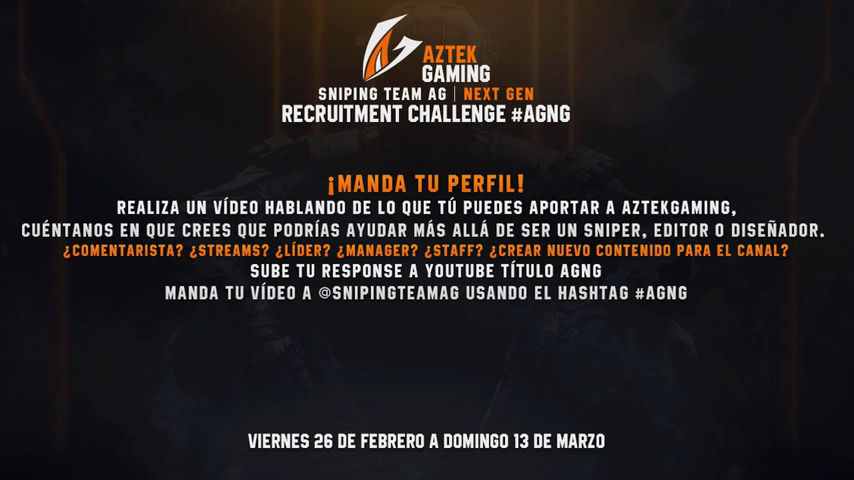 AZTEK
GAMING
SNIPING TEAM AG | NEXT GEN
RECRUITMENT CHALLENGE #AGNG
¡MANDA TU PERFIL!
REALIZA UN VÍDEO HABLANDO DE LO QUE TÚ PUEDES APORTAR A AZTEKGAMING,
CUÉNTANOS EN QUE CREES QUE PODRÍAS AYUDAR MÁS ALLÁ DE SER UN SNIPER, EDITOR O DISEÑADOR.
¿COMENTARISTA? ¿STREAMS? ¿LÍDER? ¿MANAGER? ¿STAFF? ¿CREAR NUEVO CONTENIDO PARA EL CANAL?
SUBE TU RESPONSE A YOUTUBE TÍTULO AGNG
MANDA TU VÍDEO A @SNIPINGTEAMAG USANDO EL HASHTAG #AGNG
VIERNES 26 DE FEBRERO A DOMINGO 13 DE MARZO